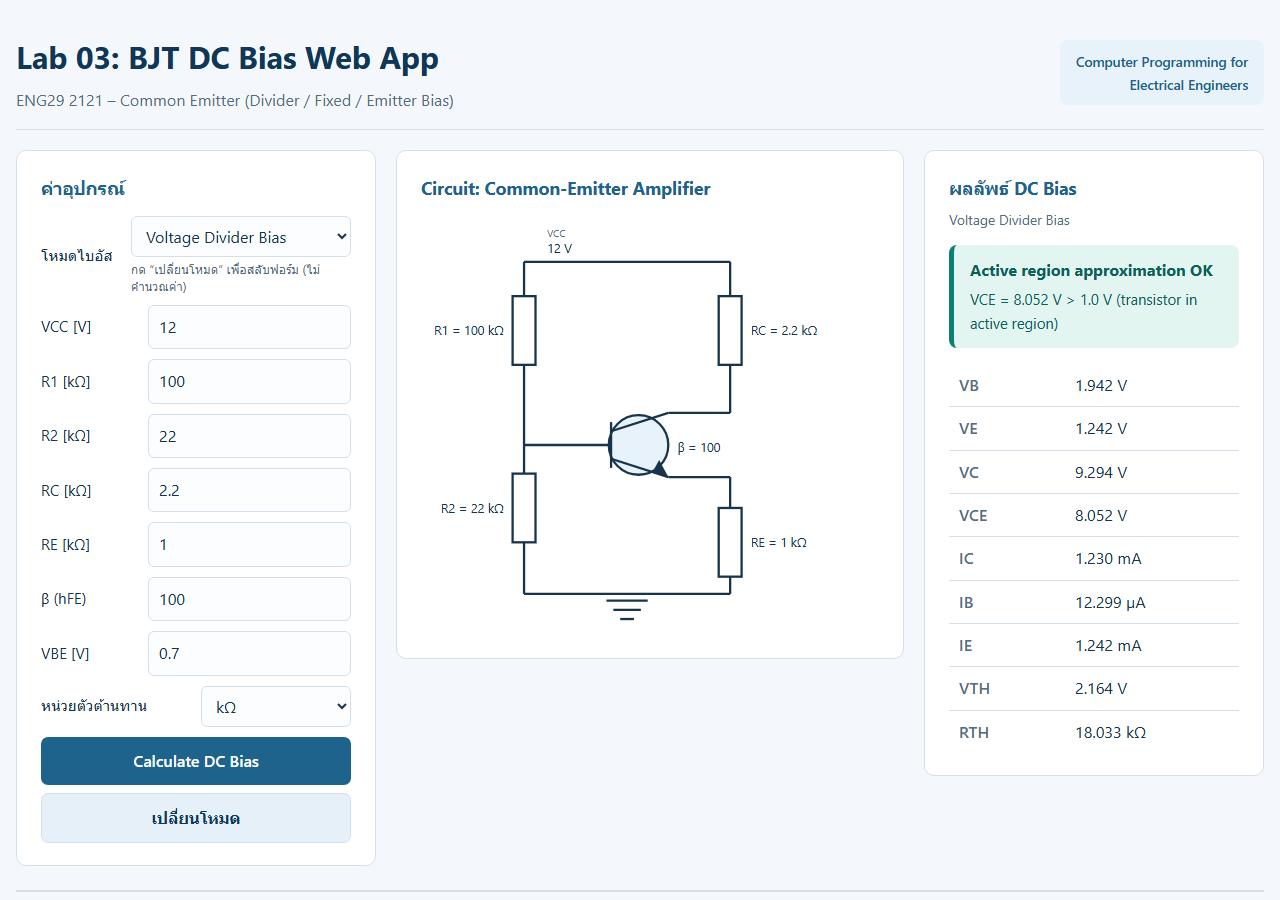 Lab 03: BJT DC Bias Web App
ENG29 2121 – Common Emitter (Divider / Fixed / Emitter Bias)
Computer Programming for
Electrical Engineers
ค่าอุปกรณ์
โหมดไบอัส
Voltage Divider Bias
กด “เปลี่ยนโหมด” เพื่อสลับฟอร์ม (ไม่
คำนวณค่า)
VCC [V]
12
R1 [kΩ]
100
R2 [kΩ]
22
RC [kΩ]
2.2
RE [kΩ]
1
β (hFE)
100
VBE [V]
0.7
หน่วยตัวต้านทาน
kΩ
Calculate DC Bias
เปลี่ยนโหมด
Circuit: Common-Emitter Amplifier
VCC
12 V
R1 = 100 kΩ
RC = 2.2 kΩ
β = 100
R2 = 22 kΩ
RE = 1 kΩ
ผลลัพธ์ DC Bias
Voltage Divider Bias
Active region approximation OK
VCE = 8.052 V > 1.0 V (transistor in
active region)
VB 1.942 V
VE 1.242 V
VC 9.294 V
VCE 8.052 V
IC 1.230 mA
IB 12.299 µA
IE 1.242 mA
VTH 2.164 V
RTH 18.033 kΩ